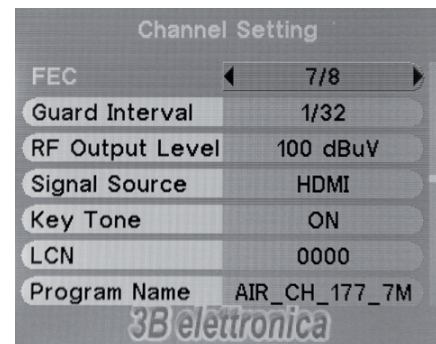 Channel Setting
FEC 7/8
Guard Interval 1/32
RF Output Level 100 dBuV
Signal Source HDMI
Key Tone ON
LCN 0000
Program Name AIR_CH_177_7M
3B elettronica